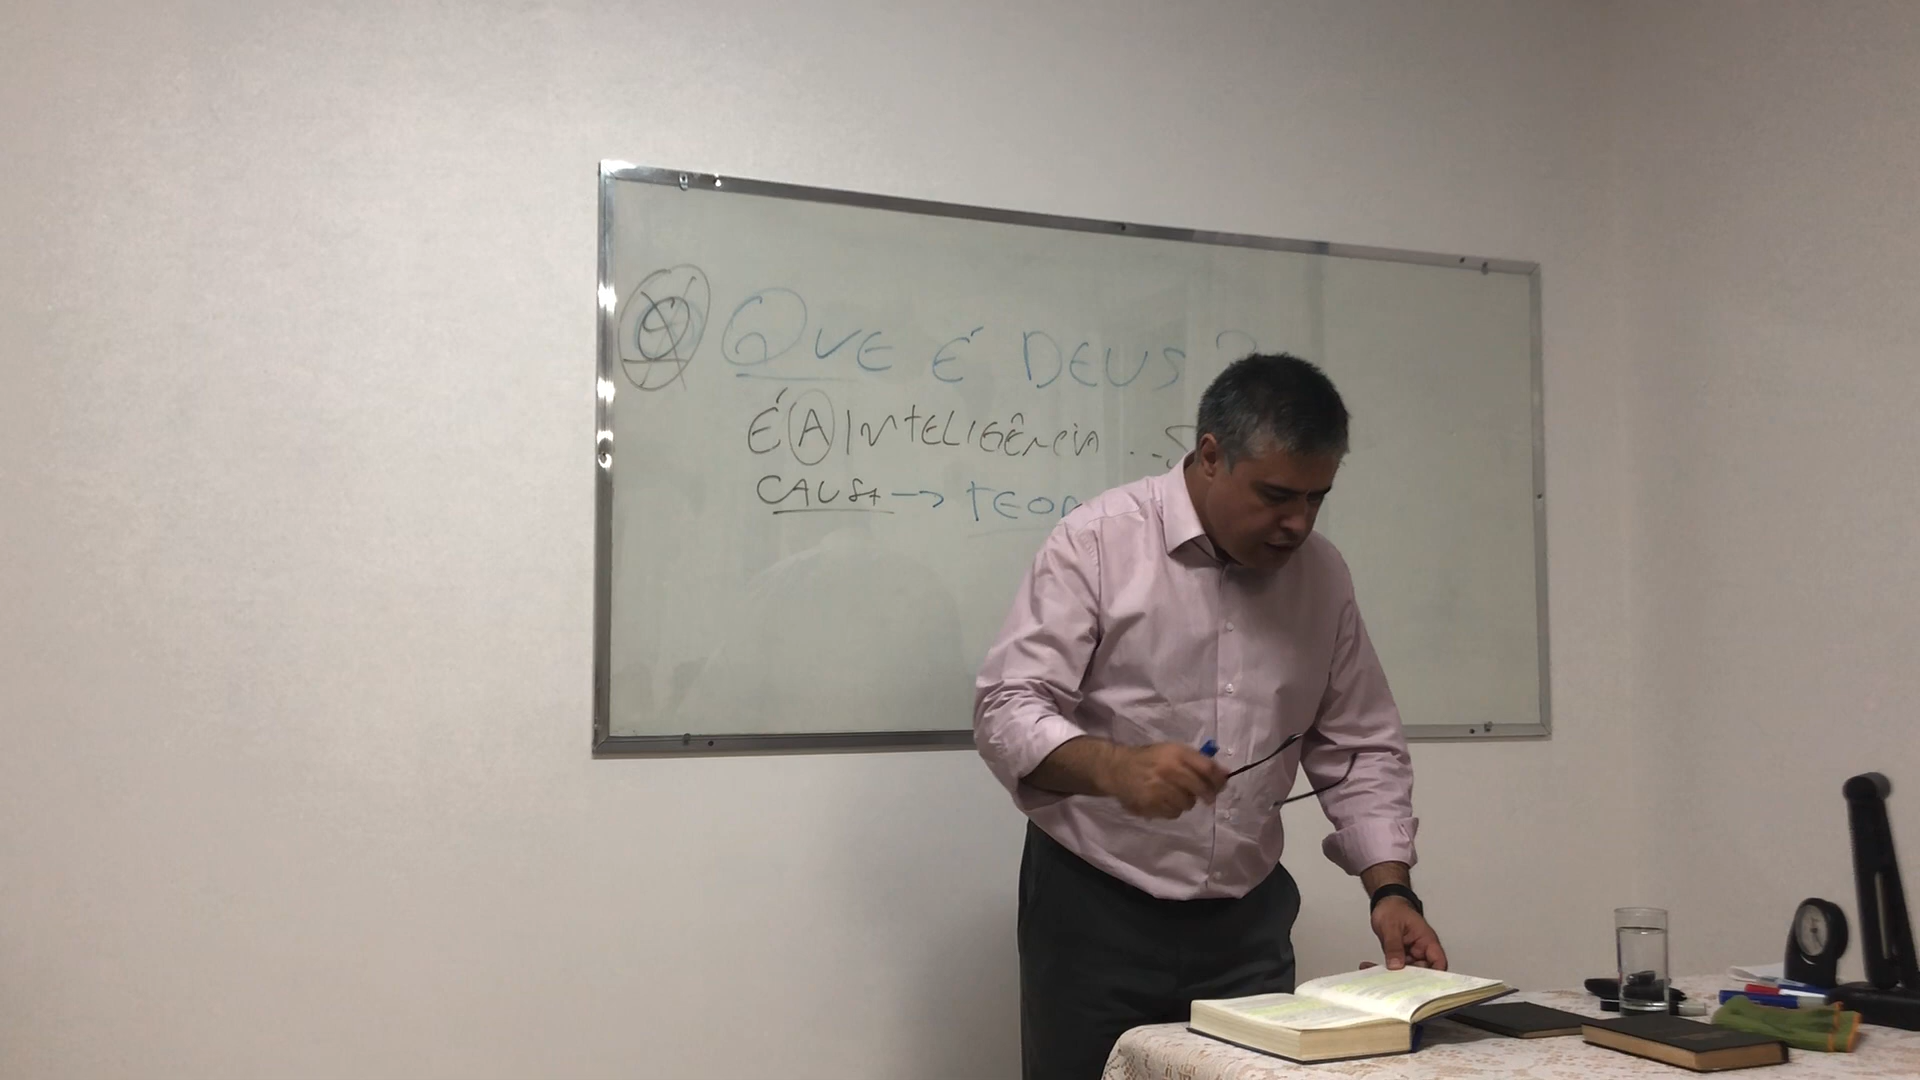 QUE É DEUS?
É A INTELIGÊNCIA ... S
CAUSA → TEOR